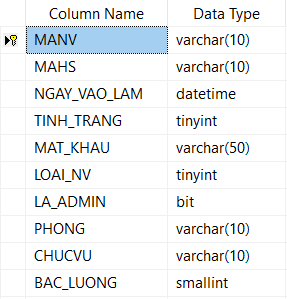 Column Name Data Type
MANV varchar(10)
MAHS varchar(10)
NGAY_VAO_LAM datetime
TINH_TRANG tinyint
MAT_KHAU varchar(50)
LOAI_NV tinyint
LA_ADMIN bit
PHONG varchar(10)
CHUCVU varchar(10)
BAC_LUONG smallint